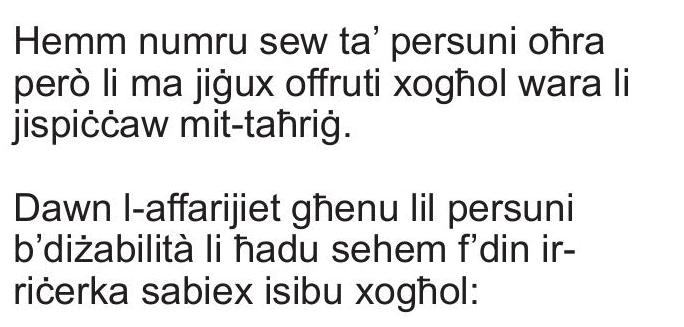 Hemm numru sew ta’ persuni oħra
però li ma jiġux offruti xogħol wara li
jispiċċaw mit-taħriġ.
Dawn l-affarijiet għenu lil persuni
b’diżabilità li ħadu sehem f’din ir-
riċerka sabiex isibu xogħol: